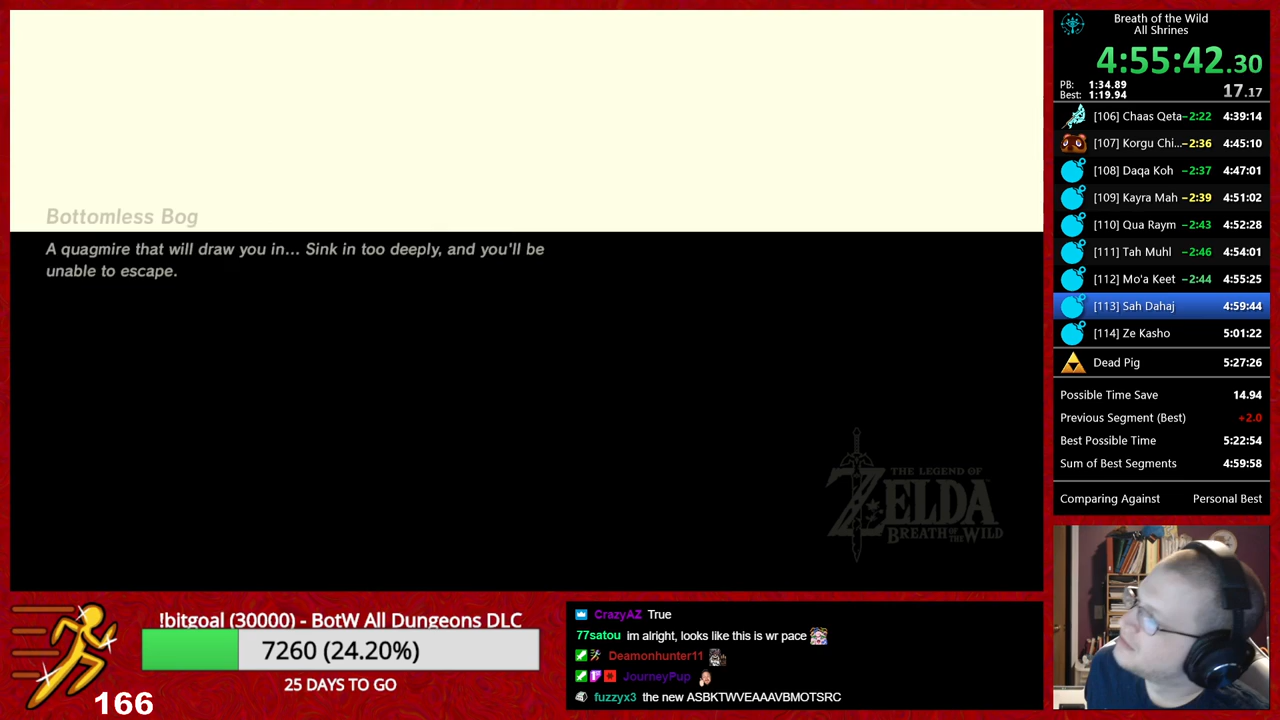 Bottomless Bog
A quagmire that will draw you in... Sink in too deeply, and you'll be
unable to escape.
THE LEGEND OF
ZELDA
BREATH OF THE WILD
Breath of the Wild
All Shrines
4:55:42.30
PB: 1:34.89
Best: 1:19.94
17.17
[106] Chaas Qeta -2:22 4:39:14
[107] Korgu Chi... -2:36 4:45:10
[108] Daqa Koh -2:37 4:47:01
[109] Kayra Mah -2:39 4:51:02
[110] Qua Raym -2:43 4:52:28
[111] Tah Muhl -2:46 4:54:01
[112] Mo'a Keet -2:44 4:55:25
[113] Sah Dahaj 4:59:44
[114] Ze Kasho 5:01:22
Dead Pig 5:27:26
Possible Time Save 14.94
Previous Segment (Best) +2.0
Best Possible Time 5:22:54
Sum of Best Segments 4:59:58
Comparing Against Personal Best
166
!bitgoal (30000) - BotW All Dungeons DLC
7260 (24.20%)
25 DAYS TO GO
CrazyAZ True
77satou im alright, looks like this is wr pace
Deamonhunter11
JourneyPup
fuzzyx3 the new ASBKTWVEAAAVBMOTSRC